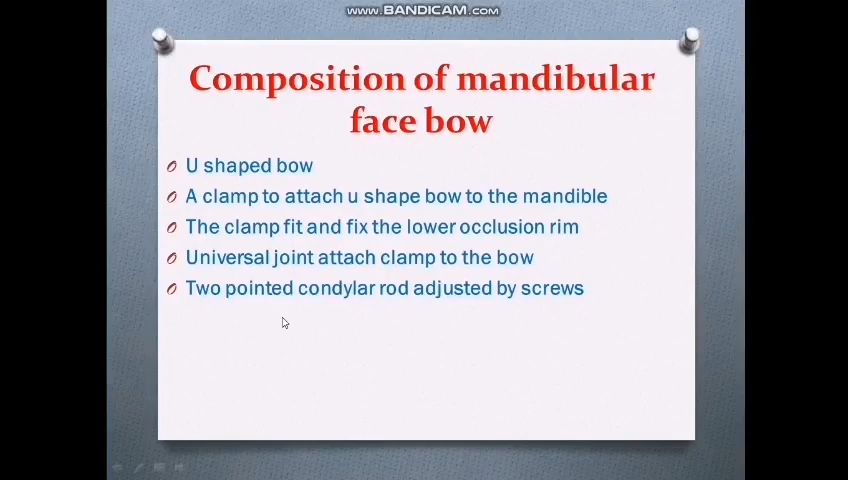 www.BANDICAM.com
Composition of mandibular
face bow
U shaped bow
A clamp to attach u shape bow to the mandible
The clamp fit and fix the lower occlusion rim
Universal joint attach clamp to the bow
Two pointed condylar rod adjusted by screws